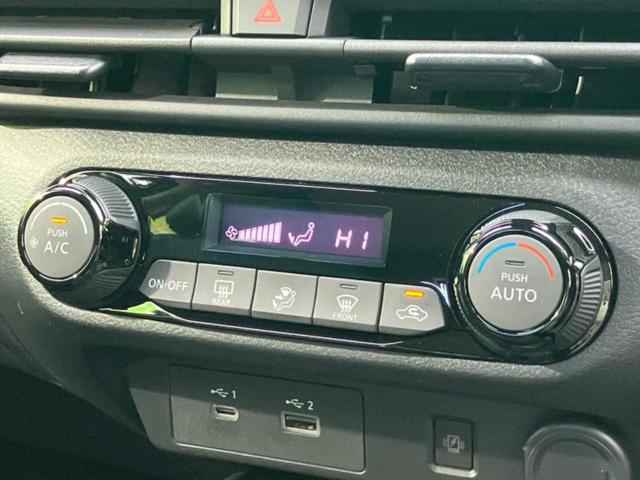 HI
PUSH
A/C
ON·OFF
REAR
FRONT
PUSH
AUTO
1
2